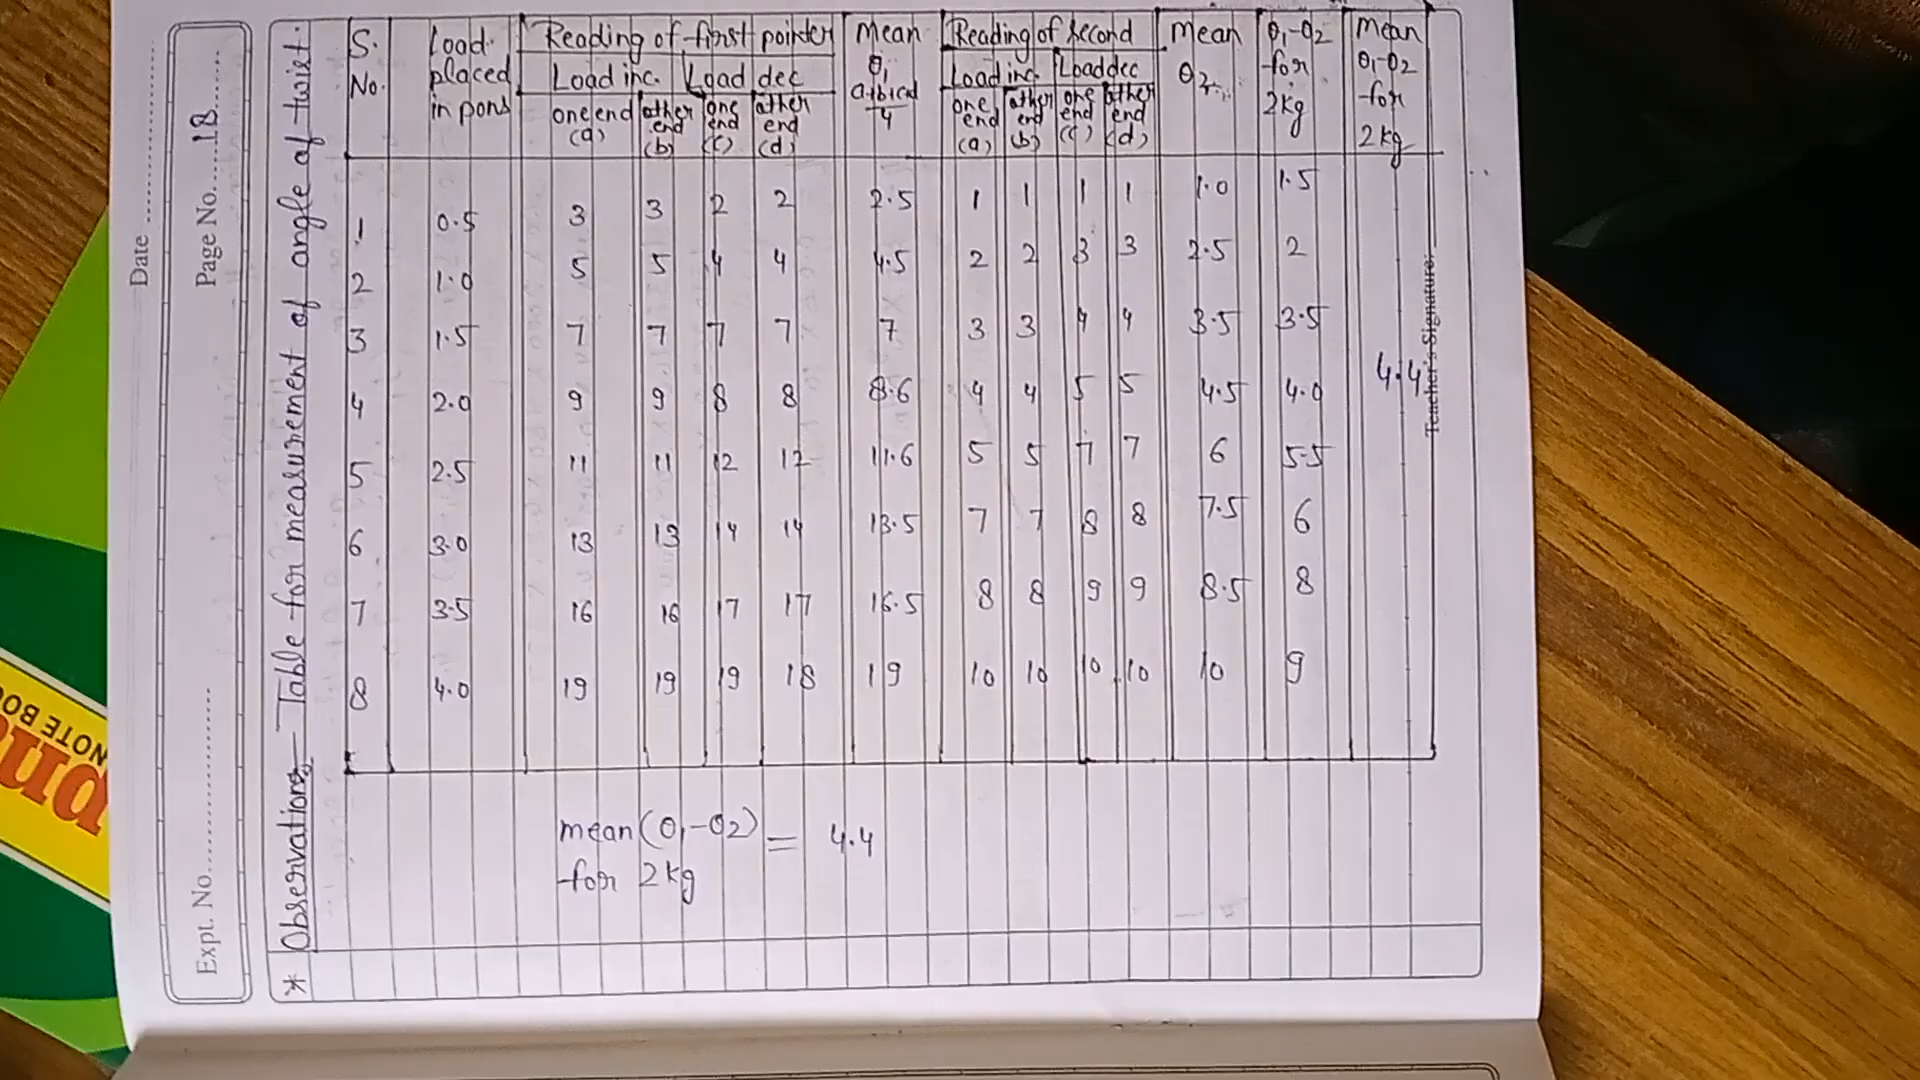 Date
Page No. 18
Expt. No.
* Observations - Table for measurement of angle of twist.
S. No. | Load placed in pans | Reading of first pointer | Mean θ1 a+b+c+d/4 | Reading of second | Mean θ2 | θ1-θ2 for 2kg | Mean θ1-θ2 for 2kg
Load inc. | Load dec | Load inc. | Load dec
one end (a) | other end (b) | one end (c) | other end (d) | one end (a) | other end (b) | one end (c) | other end (d)
1 0.5 3 3 2 2 2.5 1 1 1 1 1.0 1.5
2 1.0 5 5 4 4 4.5 2 2 3 3 2.5 2
3 1.5 7 7 7 7 7 3 3 4 4 3.5 3.5
4 2.0 9 9 8 8 8.6 4 4 5 5 4.5 4.0 4.4
5 2.5 11 11 12 12 11.6 5 5 7 7 6 5.5
6 3.0 13 13 14 14 13.5 7 7 8 8 7.5 6
7 3.5 16 16 17 17 16.5 8 8 9 9 8.5 8
8 4.0 19 19 19 18 19 10 10 10 10 10 9
mean (θ1-θ2) = 4.4
for 2kg
Teacher's Signature:
NOTE BOO